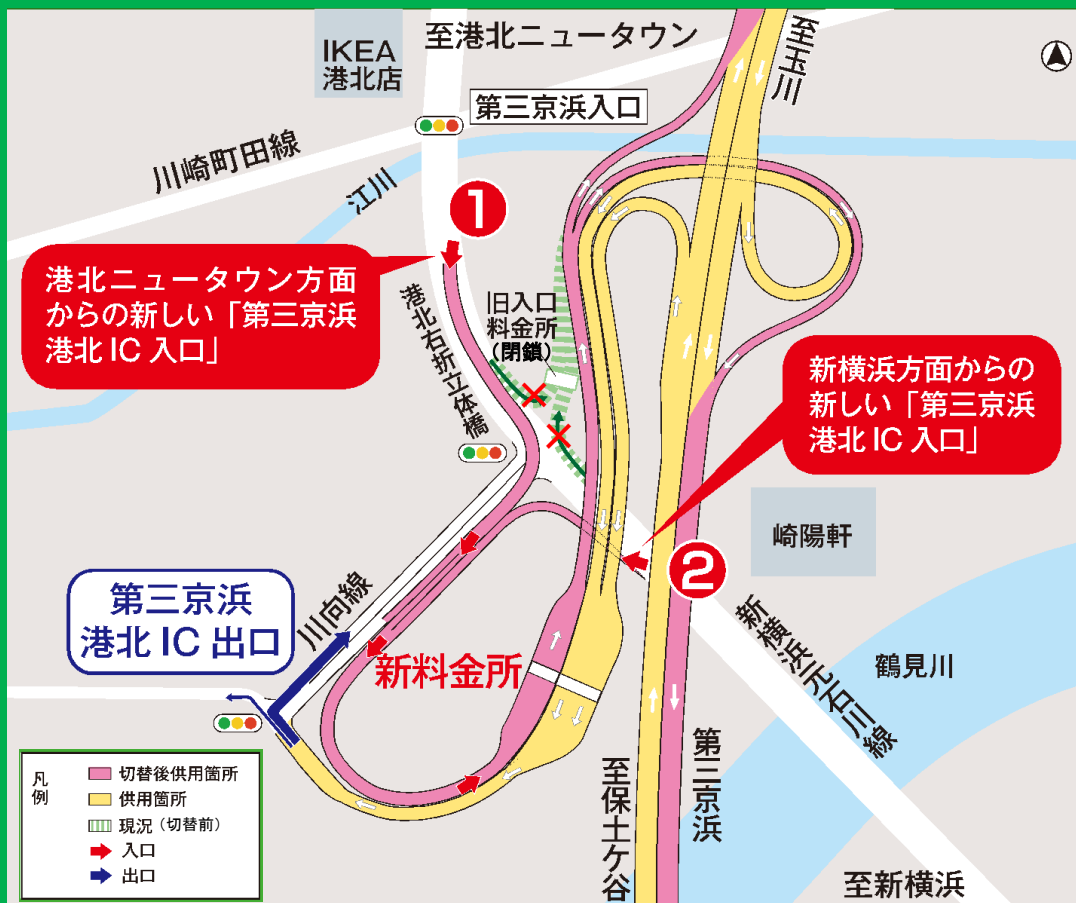 IKEA
港北店
至港北ニュータウン
至玉川
第三京浜入口
川崎町田線
江川
1
港北ニュータウン方面
からの新しい「第三京浜
港北 IC 入口」
港北右折立体橋
旧入口
料金所
(閉鎖)
新横浜方面からの
新しい「第三京浜
港北 IC 入口」
崎陽軒
2
第三京浜
港北 IC 出口
川向線
新料金所
新横浜元石川線
鶴見川
第三京浜
至保土ケ谷
至新横浜
凡例
切替後供用箇所
供用箇所
現況（切替前）
入口
出口